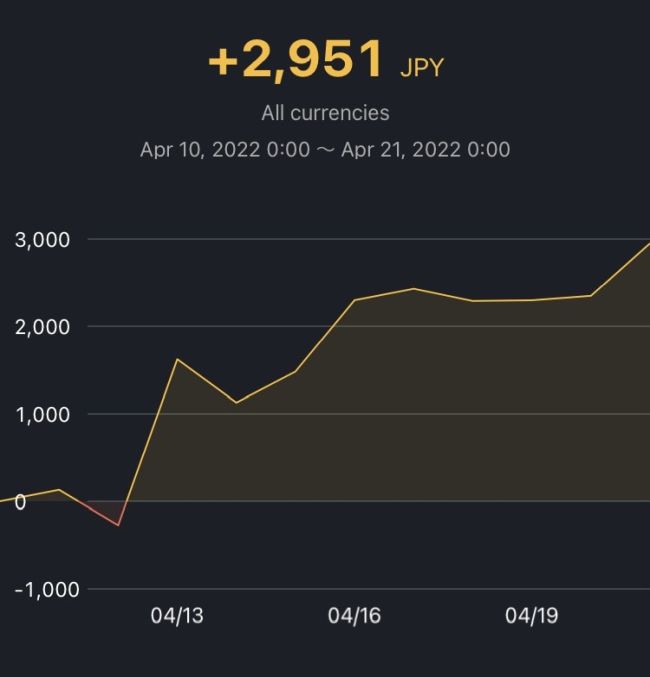 +2,951 JPY
All currencies
Apr 10, 2022 0:00 ～ Apr 21, 2022 0:00
3,000
2,000
1,000
0
-1,000
04/13 04/16 04/19